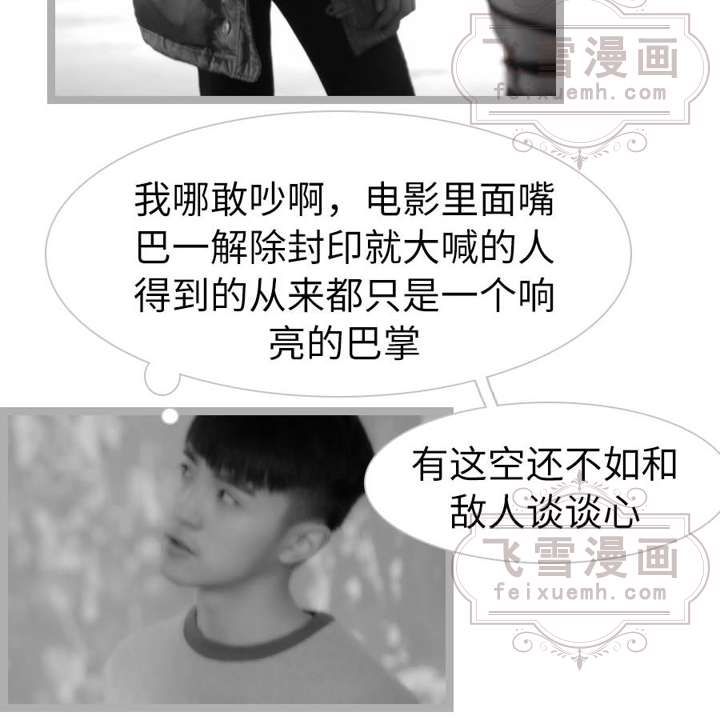 飞雪漫画
feixuemh.com
我哪敢吵啊，电影里面嘴
巴一解除封印就大喊的人
得到的从来都只是一个响
亮的巴掌
有这空还不如和
敌人谈谈心
飞雪漫画
feixuemh.com